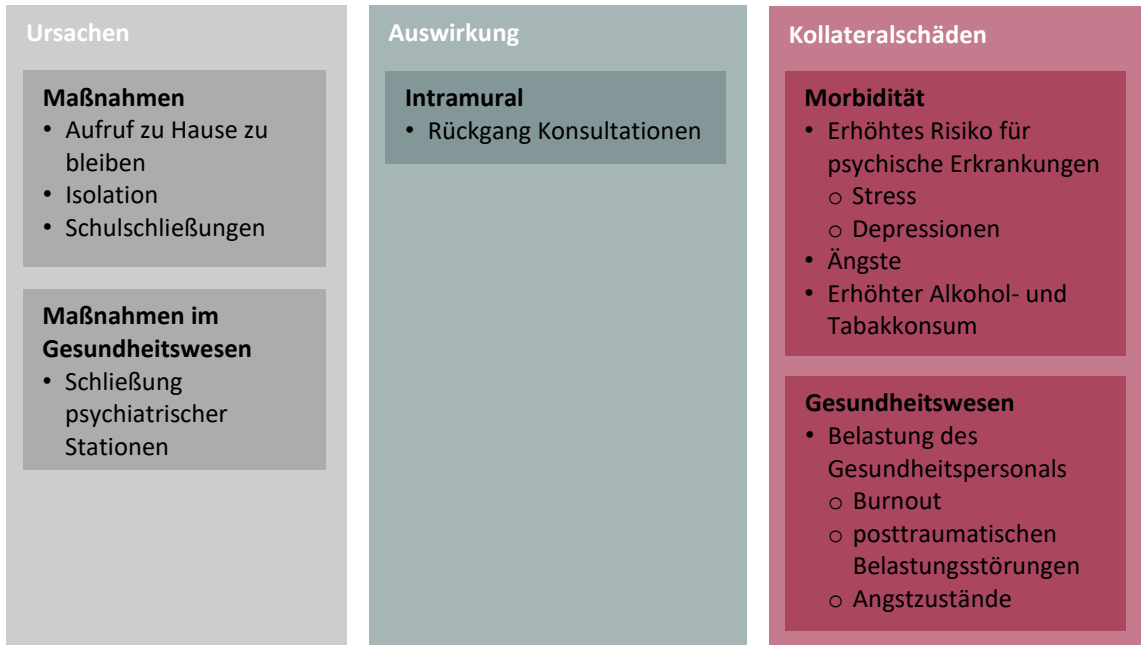 Ursachen
Maßnahmen
• Aufruf zu Hause zu
bleiben
• Isolation
• Schulschließungen
Maßnahmen im
Gesundheitswesen
• Schließung
psychiatrischer
Stationen
Auswirkung
Intramural
• Rückgang Konsultationen
Kollateralschäden
Morbidität
• Erhöhtes Risiko für
psychische Erkrankungen
o Stress
o Depressionen
• Ängste
• Erhöhter Alkohol- und
Tabakkonsum
Gesundheitswesen
• Belastung des
Gesundheitspersonals
o Burnout
o posttraumatischen
Belastungsstörungen
o Angstzustände